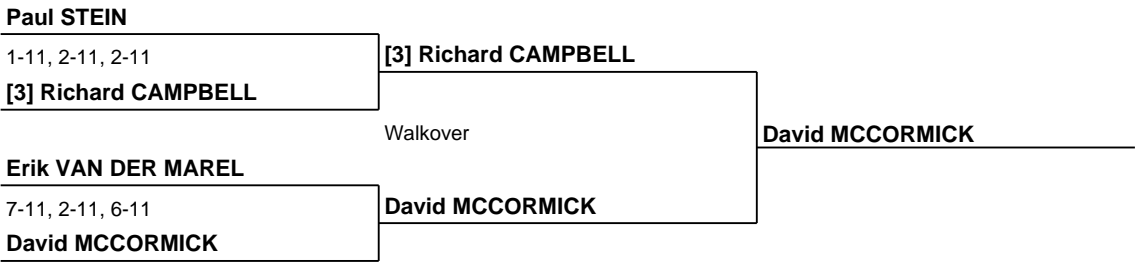 Paul STEIN
1-11, 2-11, 2-11
[3] Richard CAMPBELL
[3] Richard CAMPBELL
Walkover
David MCCORMICK
Erik VAN DER MAREL
7-11, 2-11, 6-11
David MCCORMICK
David MCCORMICK